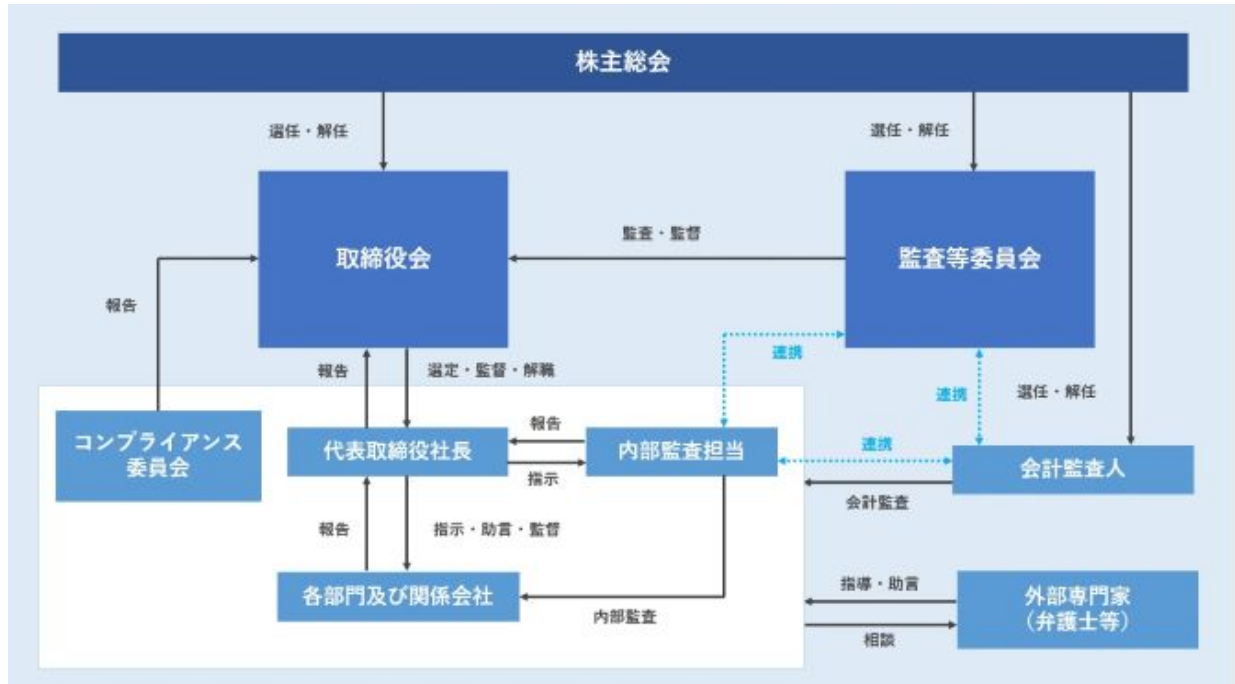 株主総会
選任・解任
選任・解任
取締役会
監査・監督
監査等委員会
報告
連携
報告
選定・監督・解職
連携
選任・解任
コンプライアンス
委員会
代表取締役社長
報告
指示
内部監査担当
連携
会計監査人
会計監査
報告
指示・助言・監督
各部門及び関係会社
内部監査
指導・助言
相談
外部専門家
（弁護士等）